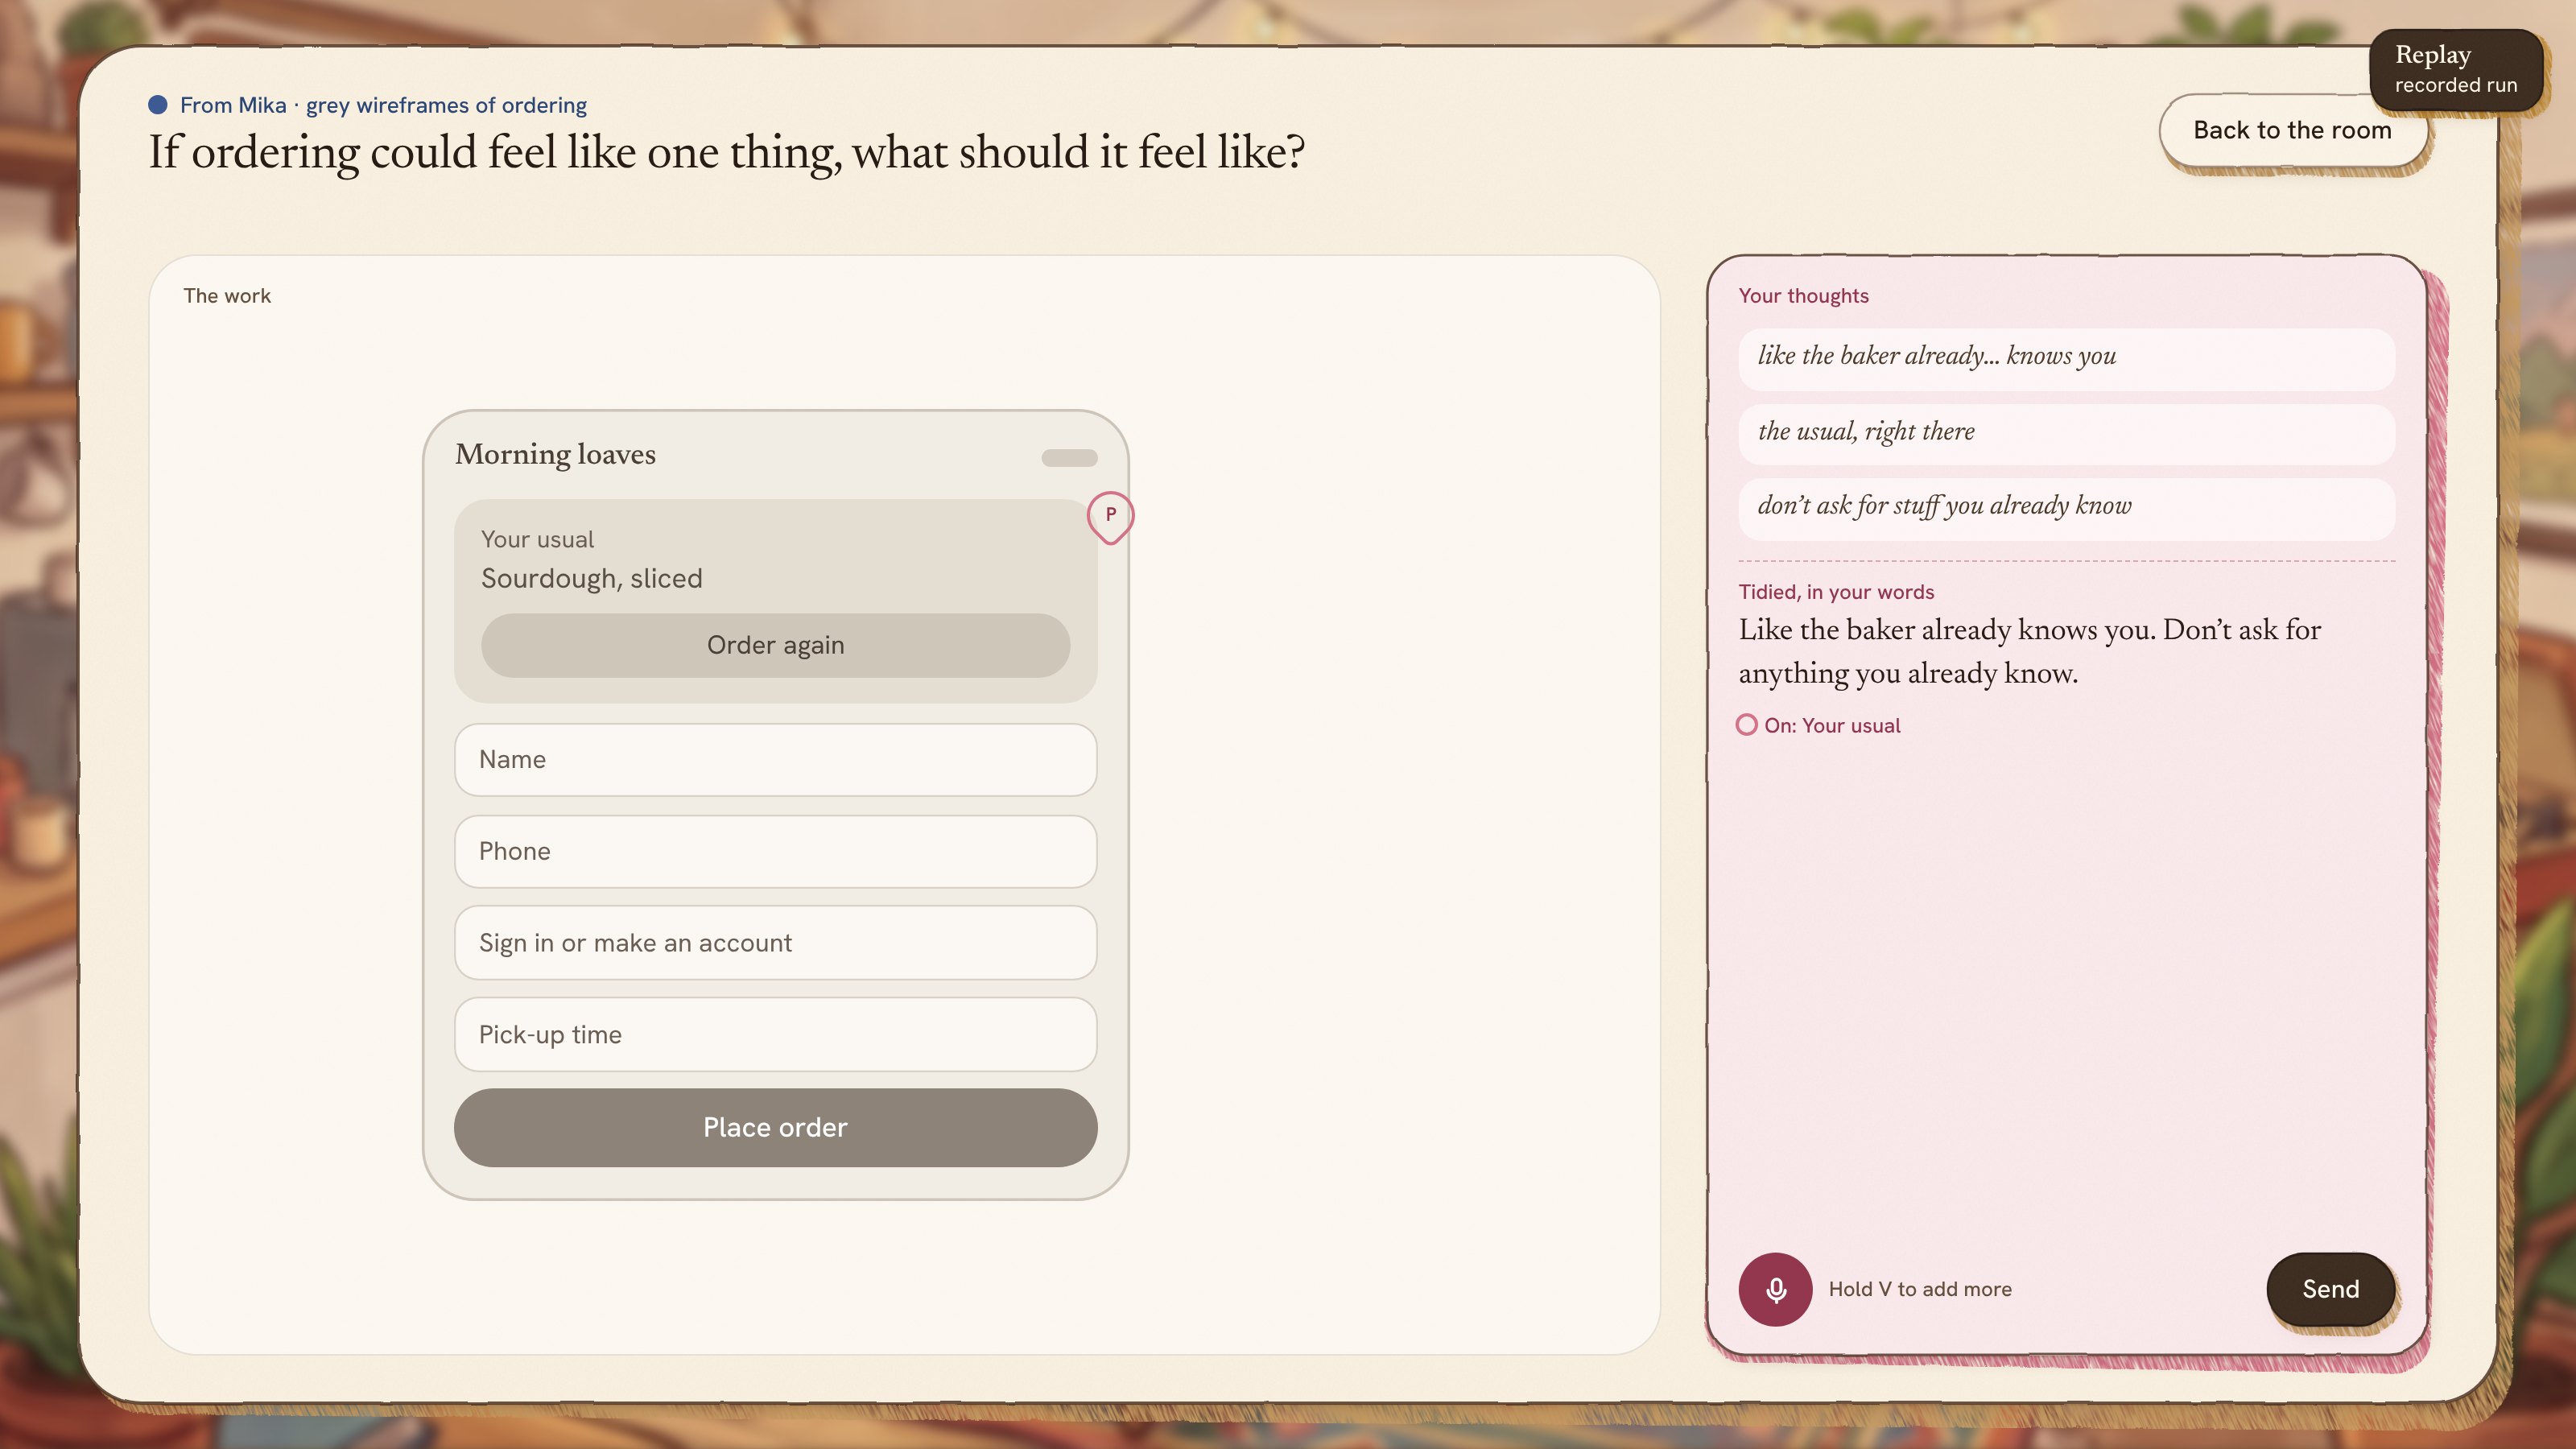 Replay
recorded run
From Mika · grey wireframes of ordering
If ordering could feel like one thing, what should it feel like?
Back to the room
The work
Morning loaves
P
Your usual
Sourdough, sliced
Order again
Name
Phone
Sign in or make an account
Pick-up time
Place order
Your thoughts
like the baker already... knows you
the usual, right there
don’t ask for stuff you already know
Tidied, in your words
Like the baker already knows you. Don’t ask for
anything you already know.
On: Your usual
Hold V to add more
Send